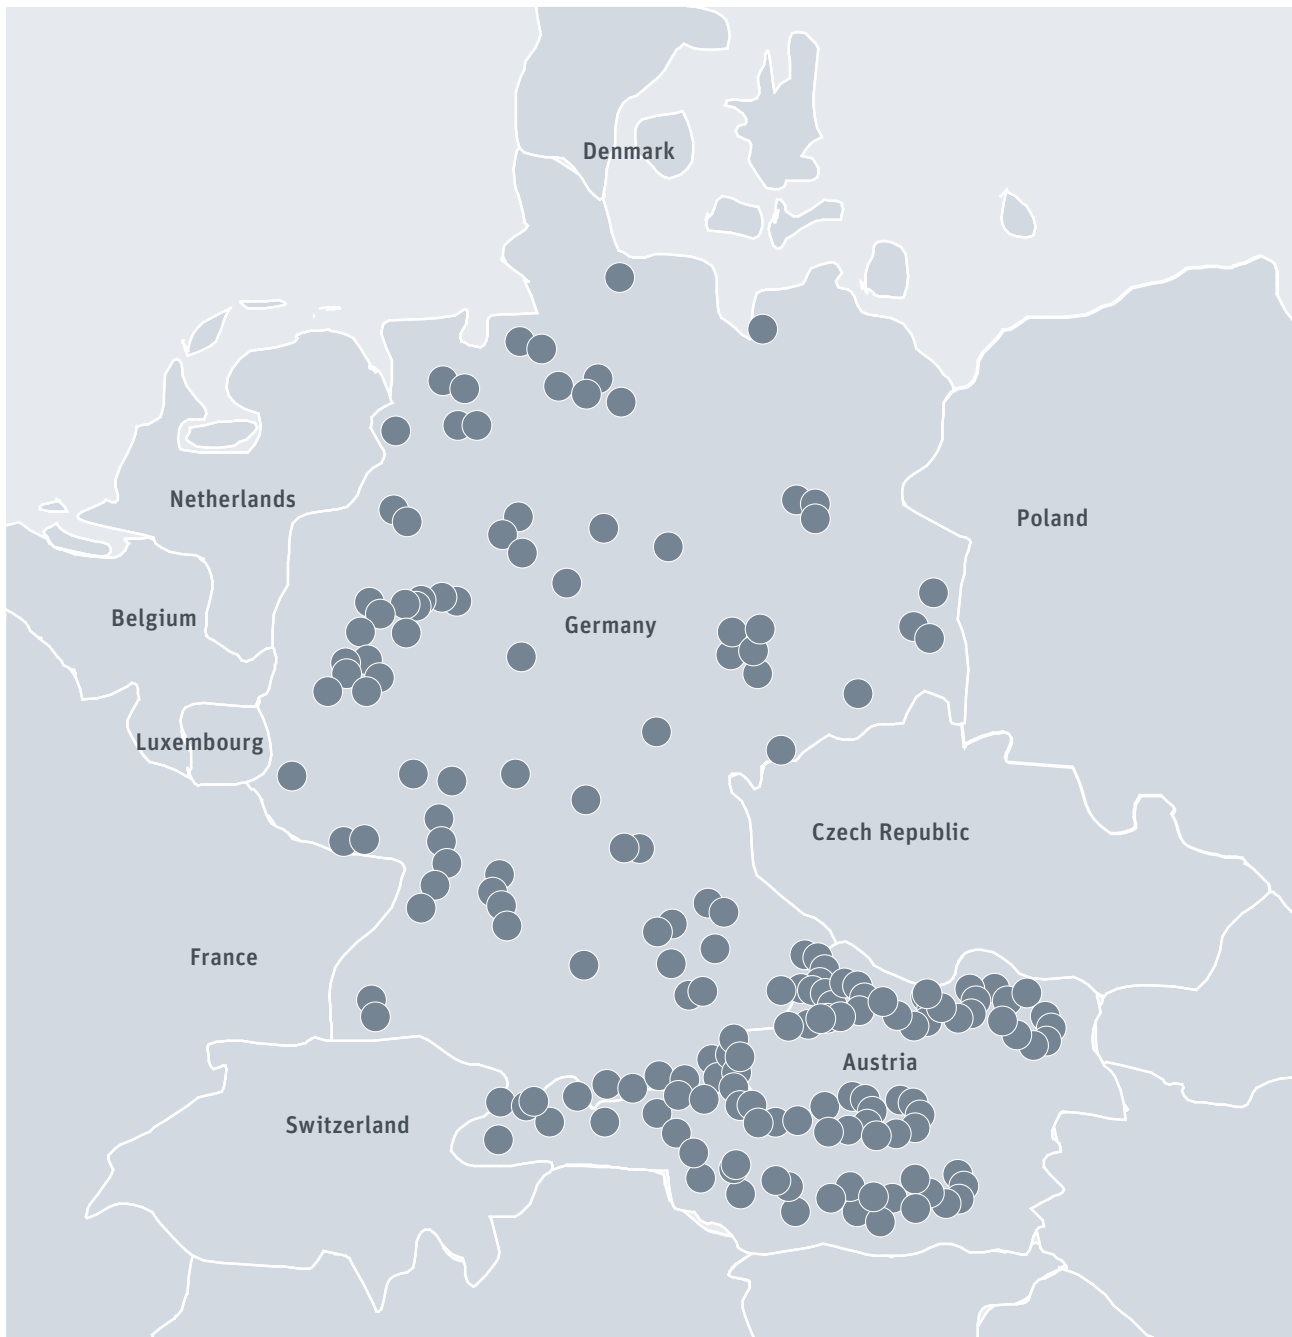 Denmark
Netherlands
Poland
Belgium
Germany
Luxembourg
Czech Republic
France
Austria
Switzerland